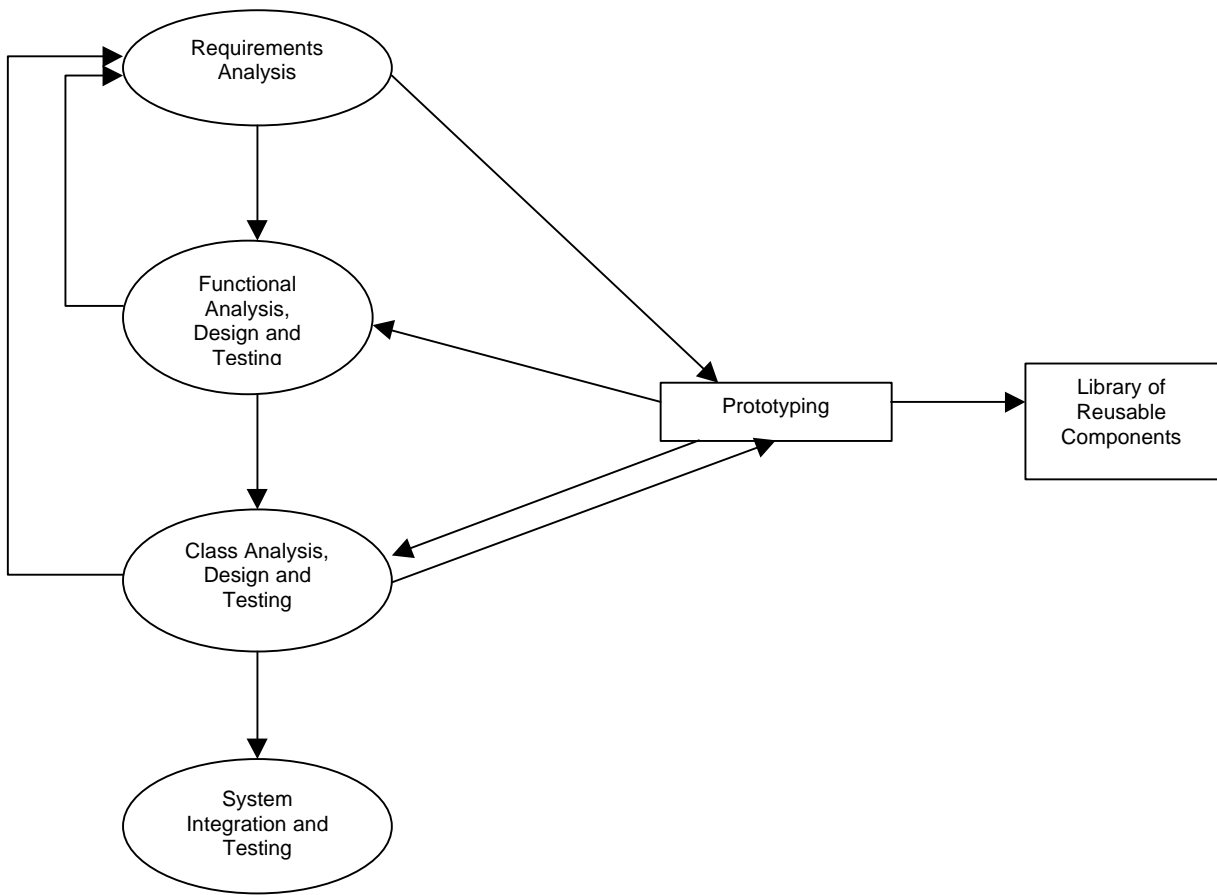 Requirements
Analysis
Functional
Analysis,
Design and
Testing
Prototyping
Library of
Reusable
Components
Class Analysis,
Design and
Testing
System
Integration and
Testing